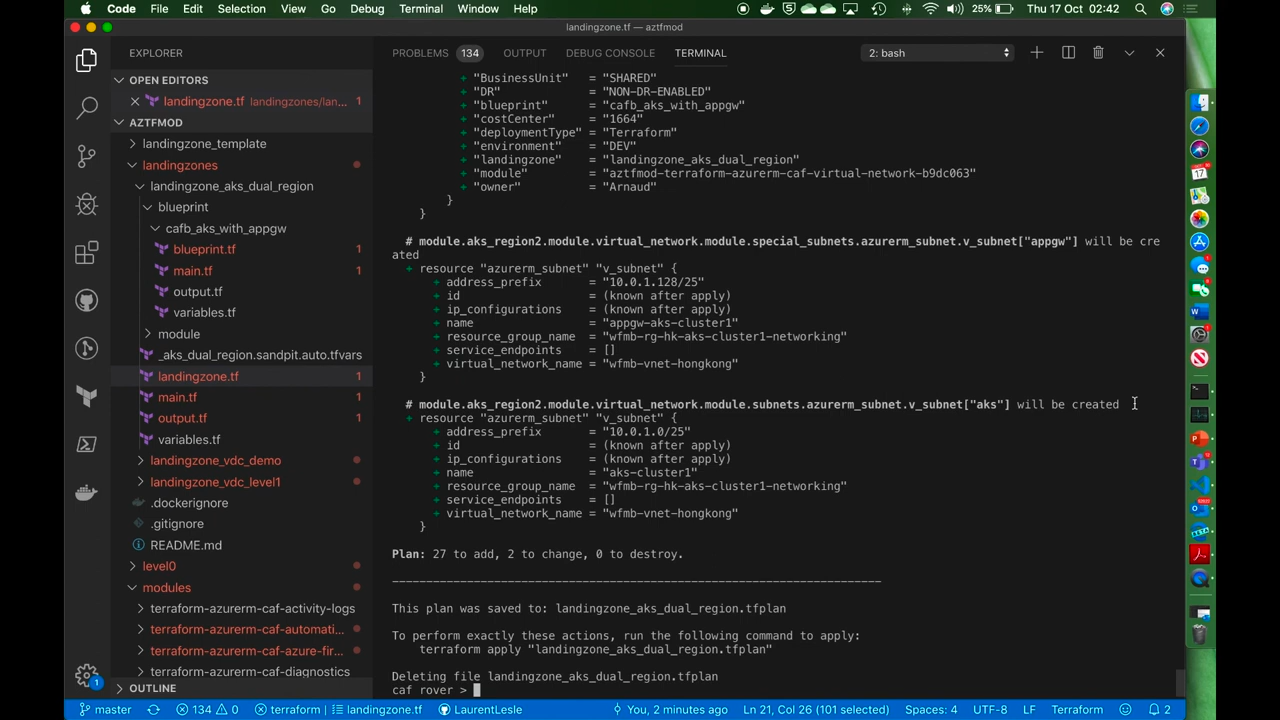 Code File Edit Selection View Go Debug Terminal Window Help
25% Thu 17 Oct 02:42
landingzone.tf — aztfmod
EXPLORER
OPEN EDITORS
landingzone.tf landingzones/lan...
AZTFMOD
landingzone_template
landingzones
landingzone_aks_dual_region
blueprint
cafb_aks_with_appgw
blueprint.tf 1
main.tf 1
output.tf
variables.tf
module
_aks_dual_region.sandpit.auto.tfvars
landingzone.tf 1
main.tf 1
output.tf 1
variables.tf
landingzone_vdc_demo
landingzone_vdc_level1
.dockerignore
.gitignore
README.md
level0
modules
terraform-azurerm-caf-activity-logs
terraform-azurerm-caf-automati...
terraform-azurerm-caf-azure-fir...
terraform-azurerm-caf-diagnostics
OUTLINE
PROBLEMS 134 OUTPUT DEBUG CONSOLE TERMINAL 2: bash
+ "BusinessUnit" = "SHARED"
+ "DR" = "NON-DR-ENABLED"
+ "blueprint" = "cafb_aks_with_appgw"
+ "costCenter" = "1664"
+ "deploymentType" = "Terraform"
+ "environment" = "DEV"
+ "landingzone" = "landingzone_aks_dual_region"
+ "module" = "aztfmod-terraform-azurerm-caf-virtual-network-b9dc063"
+ "owner" = "Arnaud"
}
}
# module.aks_region2.module.virtual_network.module.special_subnets.azurerm_subnet.v_subnet["appgw"] will be cre
ated
+ resource "azurerm_subnet" "v_subnet" {
+ address_prefix = "10.0.1.128/25"
+ id = (known after apply)
+ ip_configurations = (known after apply)
+ name = "appgw-aks-cluster1"
+ resource_group_name = "wfmb-rg-hk-aks-cluster1-networking"
+ service_endpoints = []
+ virtual_network_name = "wfmb-vnet-hongkong"
}
# module.aks_region2.module.virtual_network.module.subnets.azurerm_subnet.v_subnet["aks"] will be created
+ resource "azurerm_subnet" "v_subnet" {
+ address_prefix = "10.0.1.0/25"
+ id = (known after apply)
+ ip_configurations = (known after apply)
+ name = "aks-cluster1"
+ resource_group_name = "wfmb-rg-hk-aks-cluster1-networking"
+ service_endpoints = []
+ virtual_network_name = "wfmb-vnet-hongkong"
}
Plan: 27 to add, 2 to change, 0 to destroy.
------------------------------------------------------------------------
This plan was saved to: landingzone_aks_dual_region.tfplan
To perform exactly these actions, run the following command to apply:
terraform apply "landingzone_aks_dual_region.tfplan"
Deleting file landingzone_aks_dual_region.tfplan
caf rover >
1
master 134 0 terraform | landingzone.tf LaurentLesle You, 2 minutes ago Ln 21, Col 26 (101 selected) Spaces: 4 UTF-8 LF Terraform 2